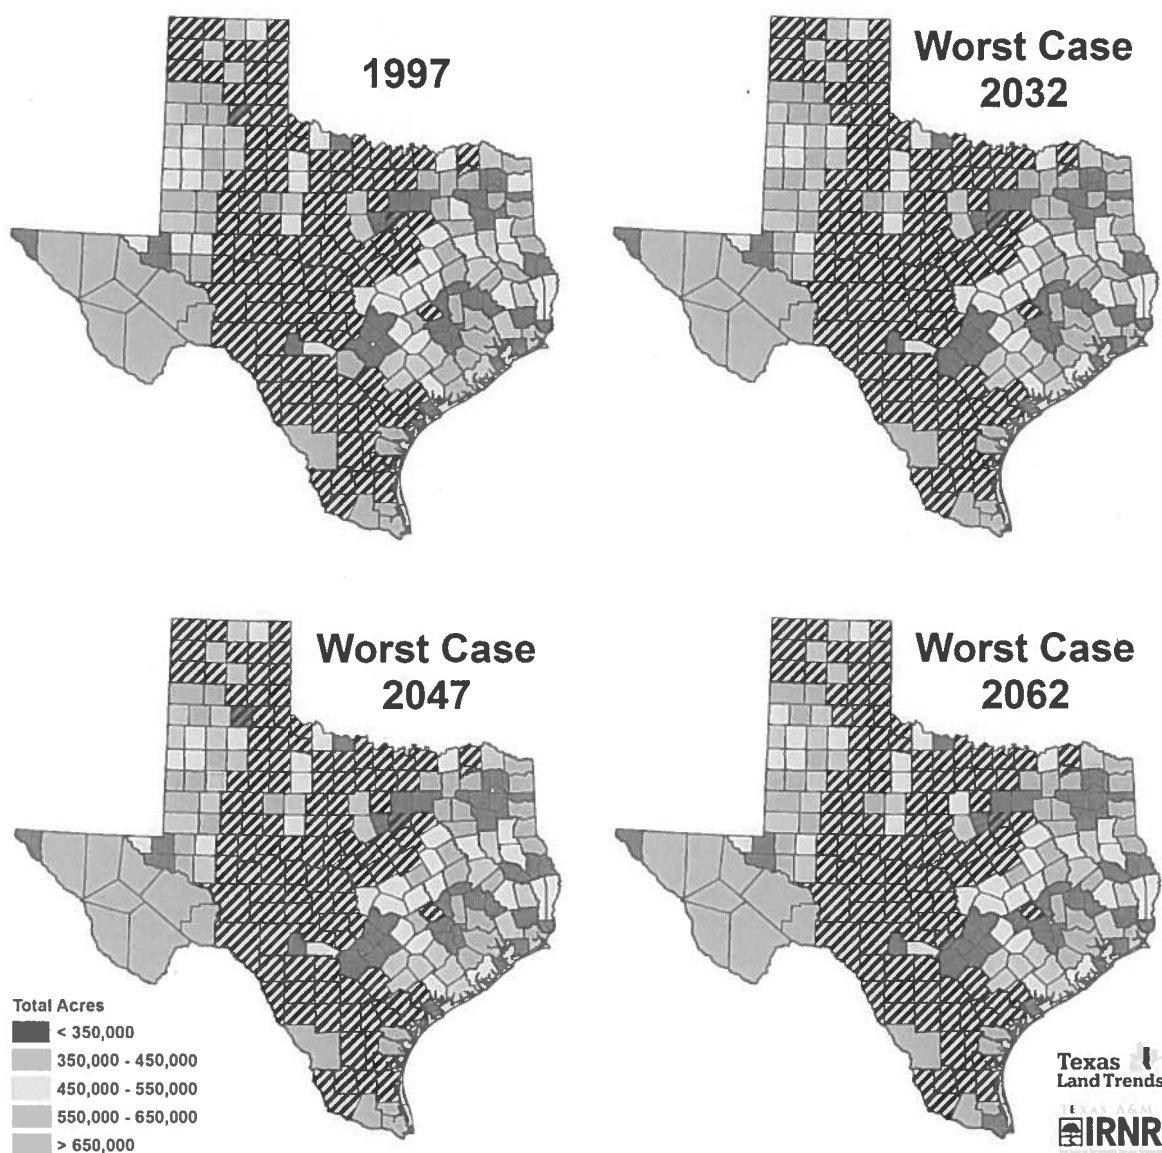 1997
Worst Case
2032
Worst Case
2047
Worst Case
2062
Total Acres
< 350,000
350,000 - 450,000
450,000 - 550,000
550,000 - 650,000
> 650,000
Texas
Land Trends
TEXAS A&M
IRNR